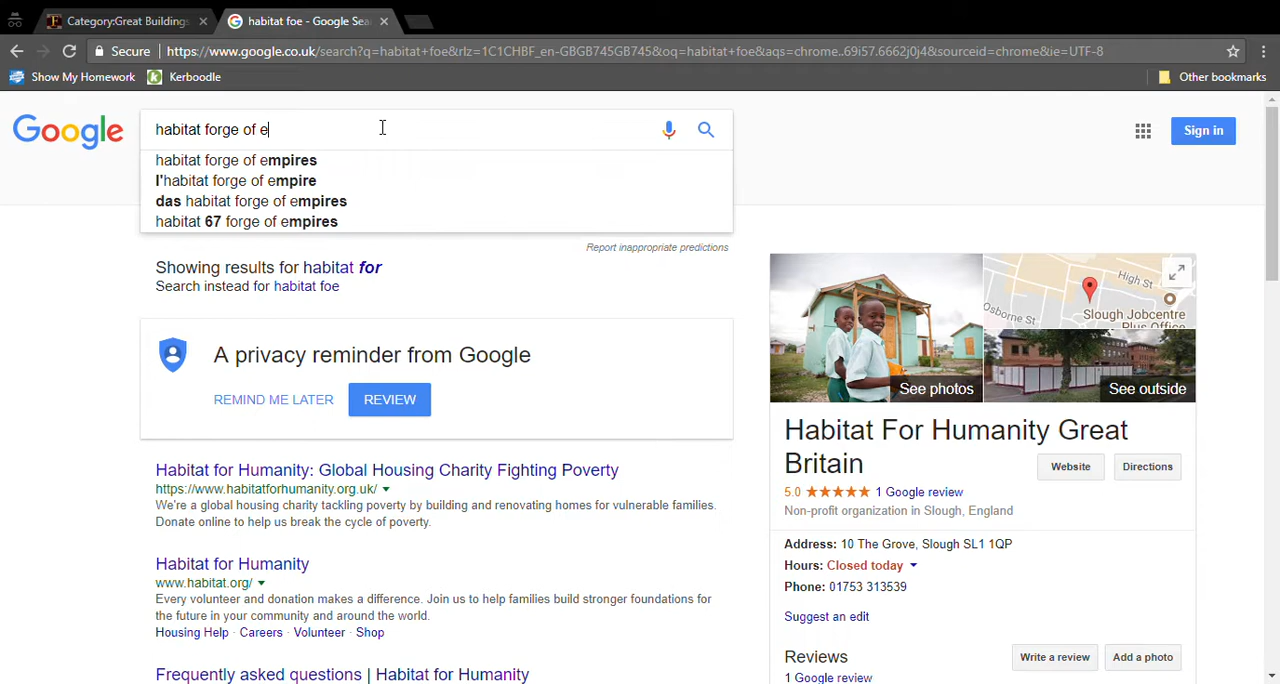 Category:Great Buildings
habitat foe - Google Sea
Secure
https://www.google.co.uk/search?q=habitat+foe&rlz=1C1CHBF_en-GBGB745GB745&oq=habitat+foe&aqs=chrome..69i57.6662j0j4&sourceid=chrome&ie=UTF-8
Show My Homework
Kerboodle
Other bookmarks
Google
habitat forge of e
Sign in
habitat forge of empires
l'habitat forge of empire
das habitat forge of empires
habitat 67 forge of empires
Report inappropriate predictions
Showing results for habitat for
Search instead for habitat foe
A privacy reminder from Google
REMIND ME LATER
REVIEW
Habitat for Humanity: Global Housing Charity Fighting Poverty
https://www.habitatforhumanity.org.uk/
We're a global housing charity tackling poverty by building and renovating homes for vulnerable families.
Donate online to help us break the cycle of poverty.
Habitat for Humanity
www.habitat.org/
Every volunteer and donation makes a difference. Join us to help families build stronger foundations for
the future in your community and around the world.
Housing Help · Careers · Volunteer · Shop
Frequently asked questions | Habitat for Humanity
See photos
High St
Osborne St
Slough Jobcentre
Plus Office
See outside
Habitat For Humanity Great
Britain
Website
Directions
5.0 ★★★★★ 1 Google review
Non-profit organization in Slough, England
Address: 10 The Grove, Slough SL1 1QP
Hours: Closed today
Phone: 01753 313539
Suggest an edit
Reviews
Write a review
Add a photo
1 Google review